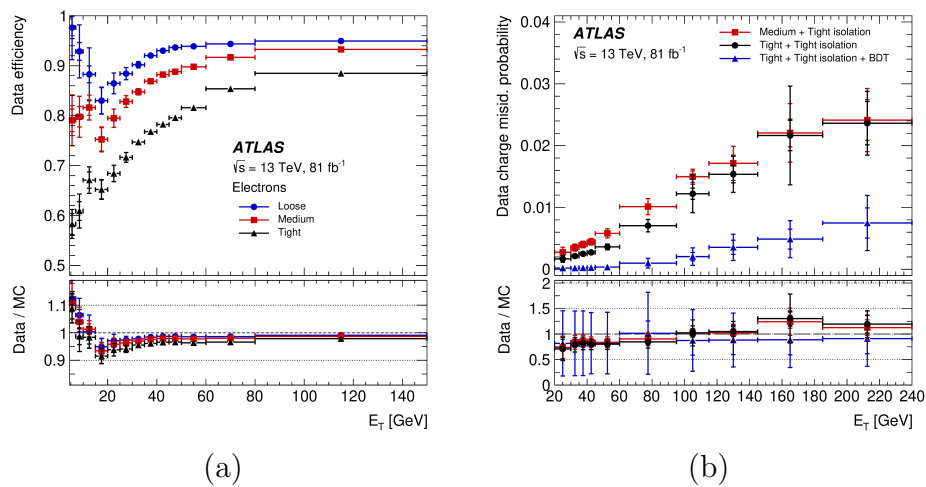 Data efficiency
1
0.9
0.8
0.7
0.6
0.5
ATLAS
√s = 13 TeV, 81 fb⁻¹
Electrons
Loose
Medium
Tight
Data / MC
1.1
1
0.9
20 40 60 80 100 120 140
E_T [GeV]
(a)
Data charge misid. probability
0.04
0.03
0.02
0.01
0
ATLAS
√s = 13 TeV, 81 fb⁻¹
Medium + Tight isolation
Tight + Tight isolation
Tight + Tight isolation + BDT
Data / MC
2
1.5
1
0.5
0
20 40 60 80 100 120 140 160 180 200 220 240
E_T [GeV]
(b)